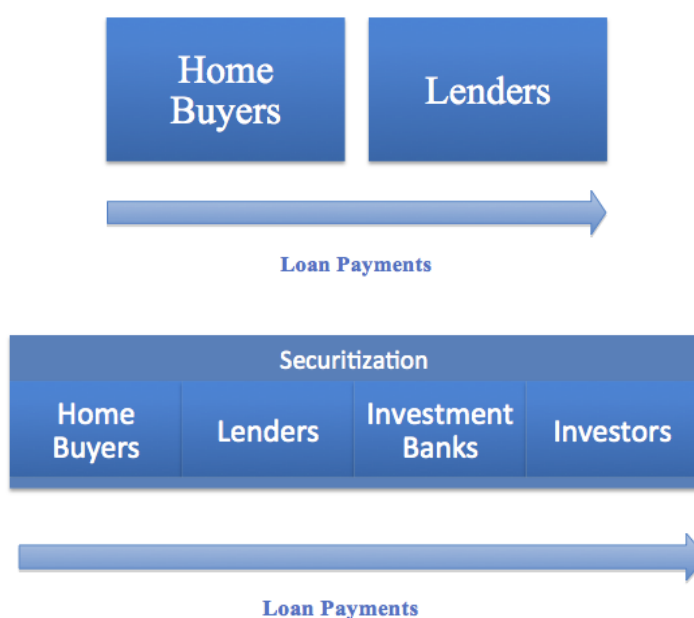 Home
Buyers
Lenders
Loan Payments
Securitization
Home
Buyers
Lenders
Investment
Banks
Investors
Loan Payments